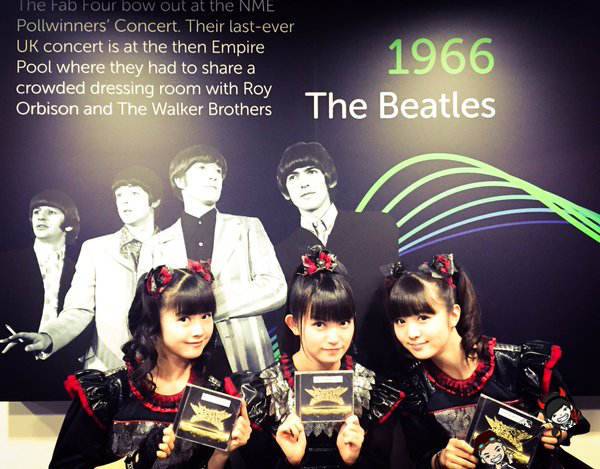 The Fab Four bow out at the NME
Pollwinners' Concert. Their last-ever
UK concert is at the then Empire
Pool where they had to share a
crowded dressing room with Roy
Orbison and The Walker Brothers
1966
The Beatles
BABYMETAL